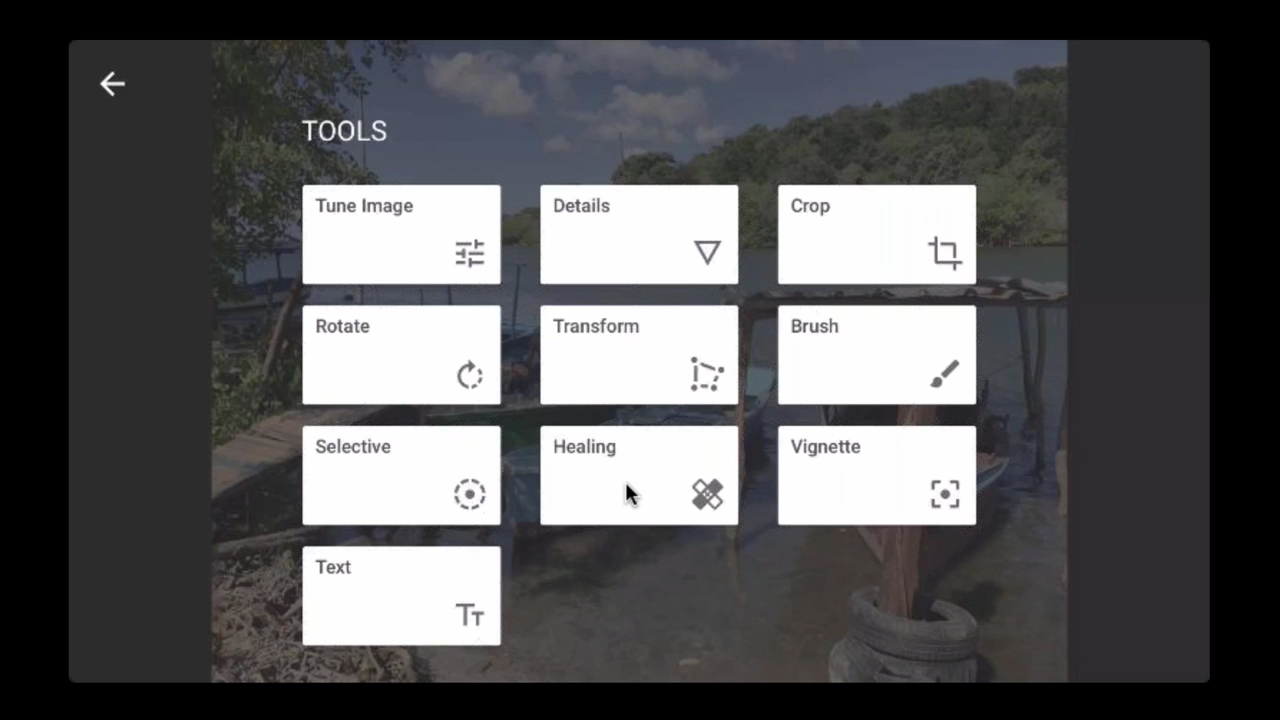 TOOLS
Tune Image
Details
Crop
Rotate
Transform
Brush
Selective
Healing
Vignette
Text